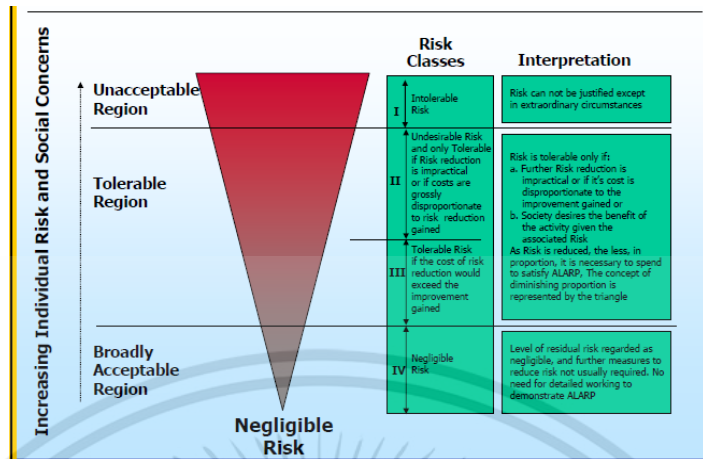 Increasing Individual Risk and Social Concerns
Risk
Classes
Interpretation
Unacceptable
Region
I
Intolerable
Risk
Risk can not be justified except
in extraordinary circumstances
Tolerable
Region
II
Undesirable Risk
and only Tolerable
if Risk reduction
is impractical
or if costs are
grossly
disproportionate
to risk reduction
gained
III
Tolerable Risk
if the cost of risk
reduction would
exceed the
improvement
gained
Risk is tolerable only if:
a. Further Risk reduction is
impractical or if it's cost is
disproportionate to the
improvement gained or
b. Society desires the benefit of
the activity given the
associated Risk
As Risk is reduced, the less, in
proportion, it is necessary to spend
to satisfy ALARP, The concept of
diminishing proportion is
represented by the triangle
Broadly
Acceptable
Region
IV
Negligible
Risk
Level of residual risk regarded as
negligible, and further measures to
reduce risk not usually required. No
need for detailed working to
demonstrate ALARP
Negligible
Risk